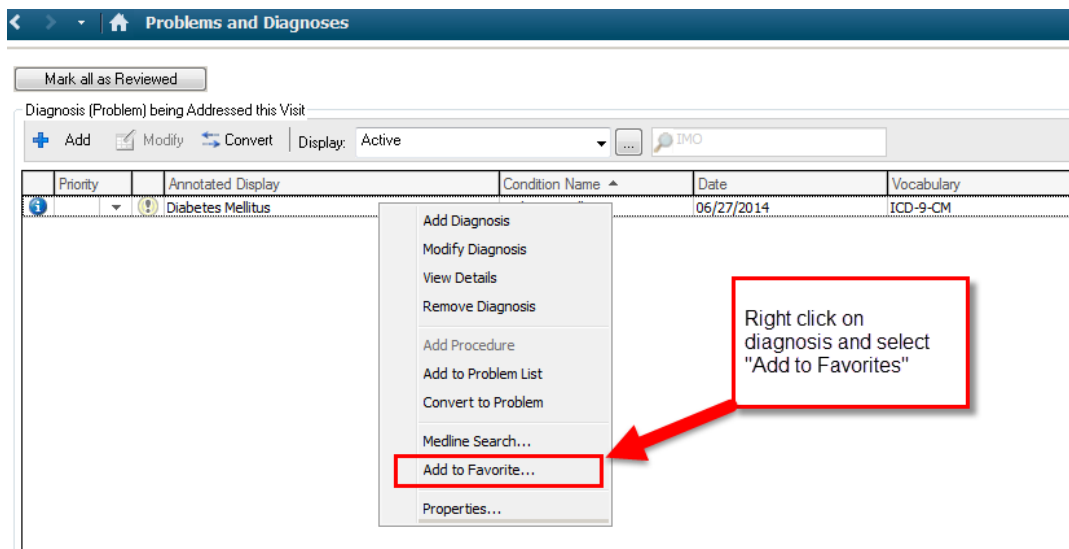 Problems and Diagnoses
Mark all as Reviewed
Diagnosis (Problem) being Addressed this Visit
Add Modify Convert Display: Active ... IMO
Priority Annotated Display Condition Name Date Vocabulary
Diabetes Mellitus 06/27/2014 ICD-9-CM
Add Diagnosis
Modify Diagnosis
View Details
Remove Diagnosis
Add Procedure
Add to Problem List
Convert to Problem
Medline Search...
Add to Favorite...
Properties...
Right click on
diagnosis and select
"Add to Favorites"